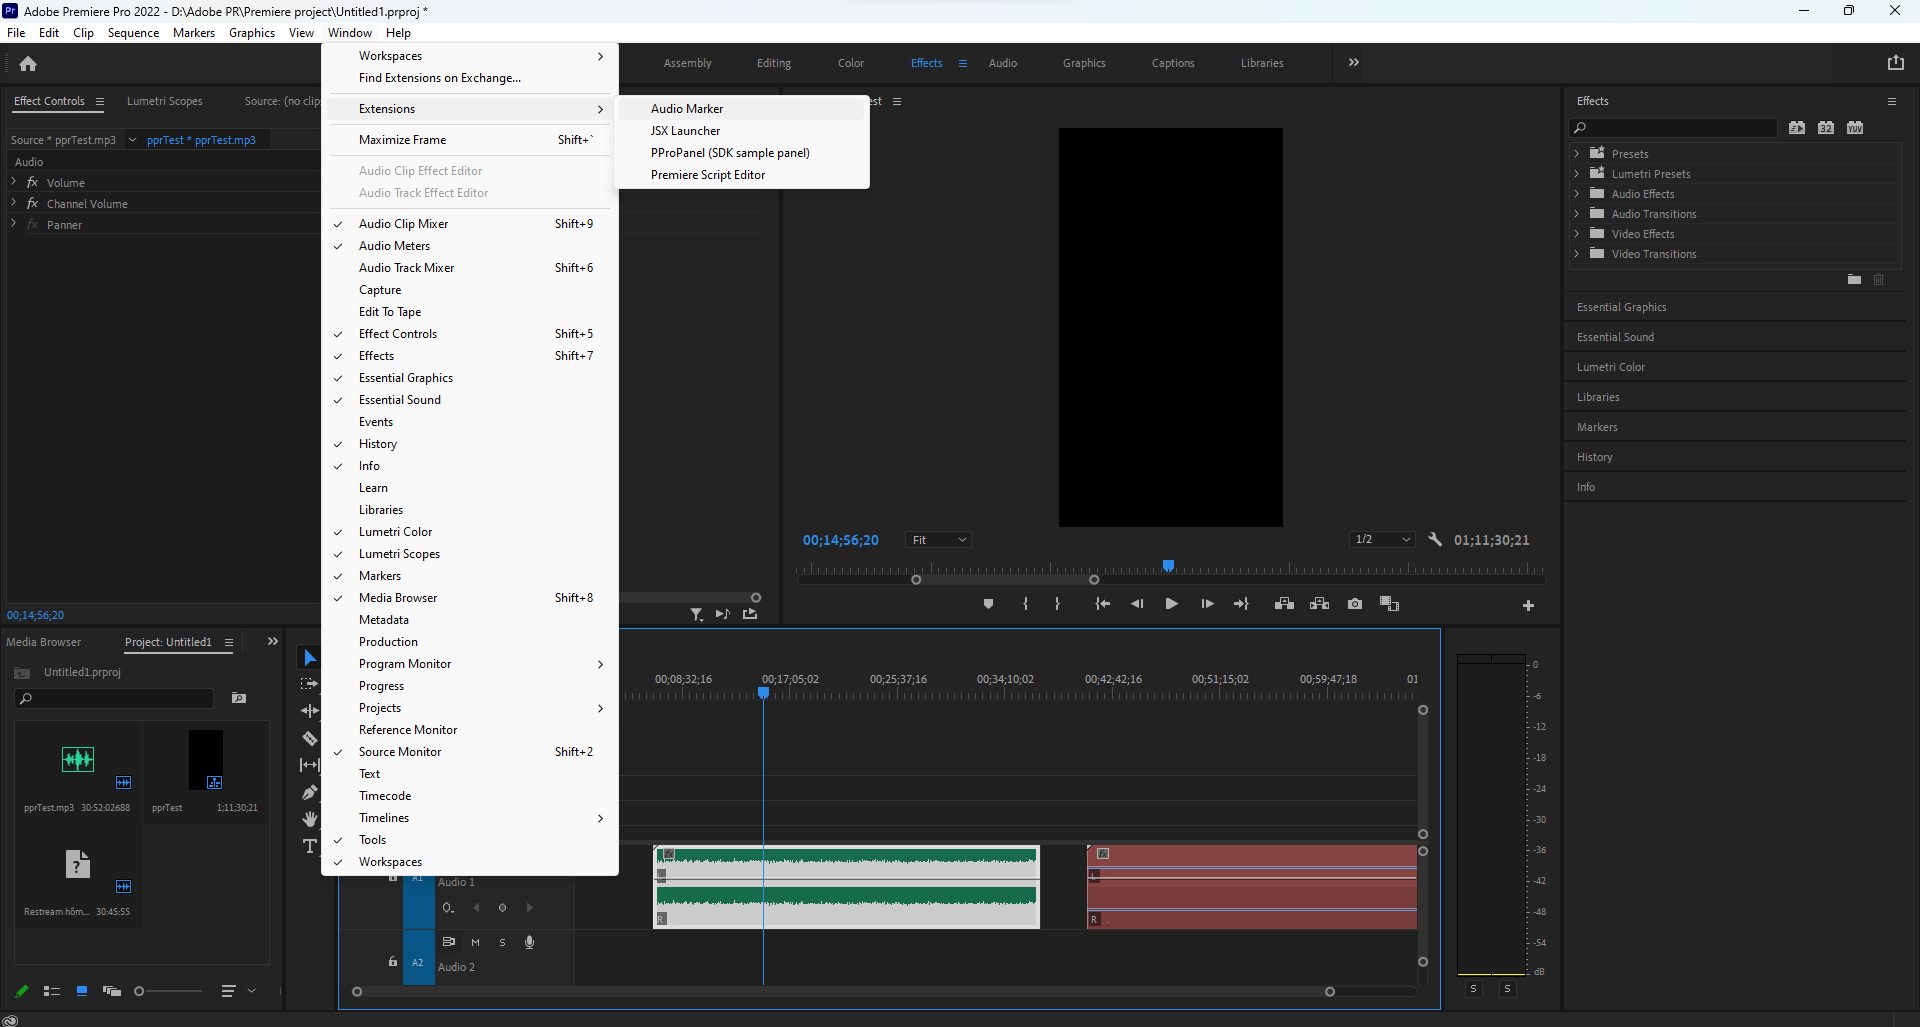 Adobe Premiere Pro 2022 - D:\Adobe PR\Premiere project\Untitled1.prproj *
File Edit Clip Sequence Markers Graphics View Window Help
Assembly Editing Color Effects Audio Graphics Captions Libraries
Workspaces
Find Extensions on Exchange...
Extensions
Maximize Frame Shift+`
Audio Clip Effect Editor
Audio Track Effect Editor
Audio Clip Mixer Shift+9
Audio Meters
Audio Track Mixer Shift+6
Capture
Edit To Tape
Effect Controls Shift+5
Effects Shift+7
Essential Graphics
Essential Sound
Events
History
Info
Learn
Libraries
Lumetri Color
Lumetri Scopes
Markers
Media Browser Shift+8
Metadata
Production
Program Monitor
Progress
Projects
Reference Monitor
Source Monitor Shift+2
Text
Timecode
Timelines
Tools
Workspaces
Audio Marker
JSX Launcher
PProPanel (SDK sample panel)
Premiere Script Editor
Effect Controls Lumetri Scopes Source: (no clip
Source * pprTest.mp3 pprTest * pprTest.mp3
Audio
fx Volume
fx Channel Volume
fx Panner
00;14;56;20
est
00;14;56;20 Fit 1/2 01;11;30;21
Effects
32 YUV
Presets
Lumetri Presets
Audio Effects
Audio Transitions
Video Effects
Video Transitions
Essential Graphics
Essential Sound
Lumetri Color
Libraries
Markers
History
Info
Media Browser Project: Untitled1
Untitled1.prproj
pprTest.mp3 30:52:02688 pprTest 1;11;30;21
Restream hôm... 30:45:55
00;08;32;16 00;17;05;02 00;25;37;16 00;34;10;02 00;42;42;16 00;51;15;02 00;59;47;18 01
fx fx
L L
R R
A1 Audio 1
M S
A2 Audio 2
0
-6
-12
-18
-24
-30
-36
-42
-48
-54
dB
S S